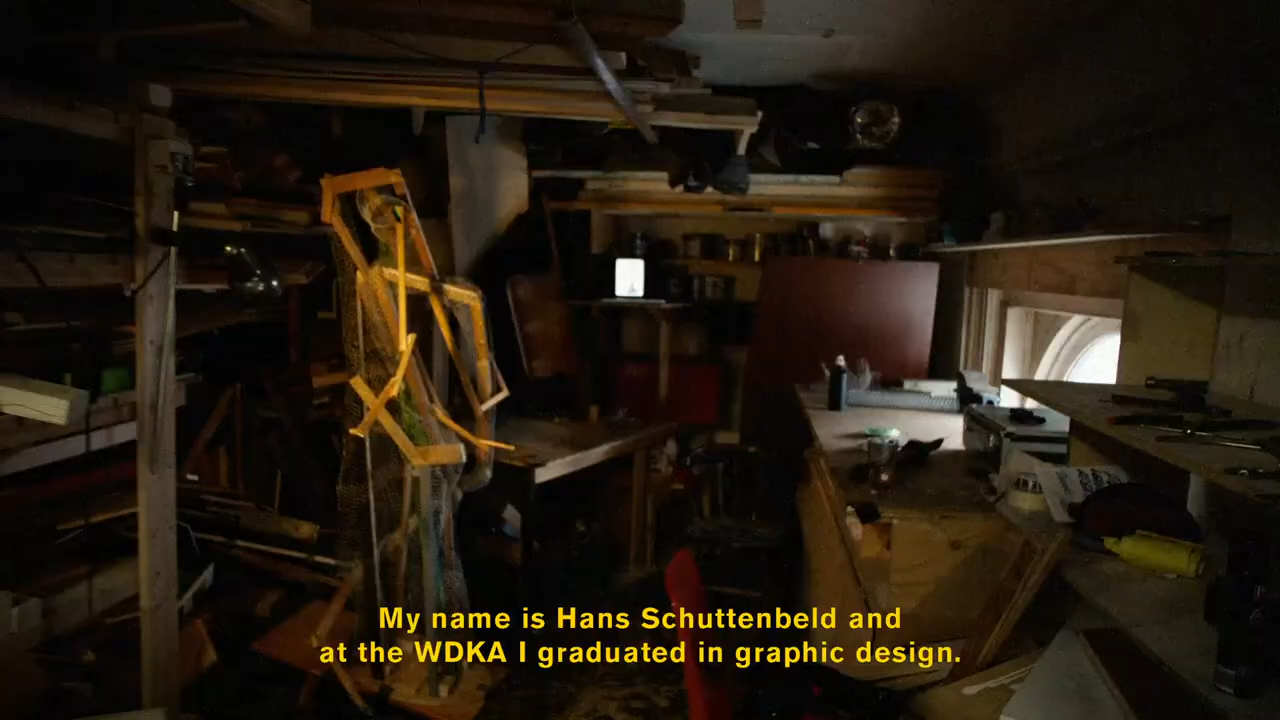 My name is Hans Schuttenbeld and
at the WDKA I graduated in graphic design.